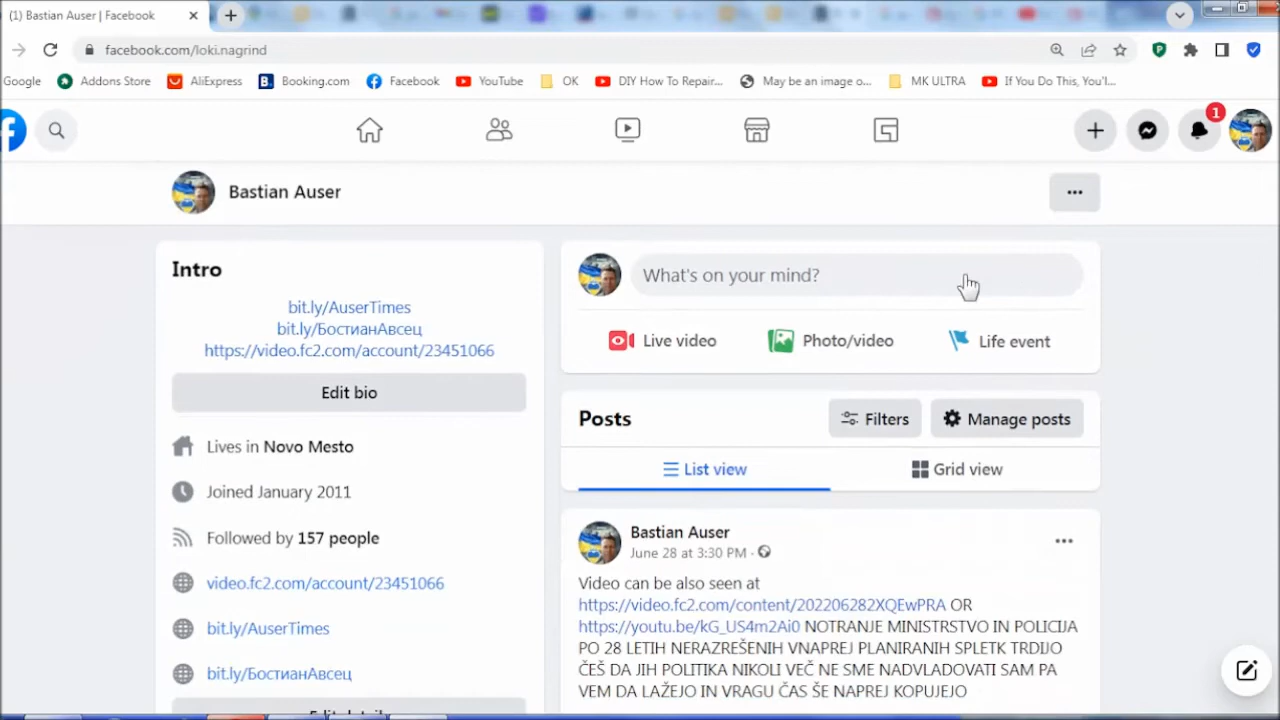 (1) Bastian Auser | Facebook
facebook.com/loki.nagrind
Google Addons Store AliExpress Booking.com Facebook YouTube OK DIY How To Repair... May be an image o... MK ULTRA If You Do This, You'l...
1
Bastian Auser
Intro
bit.ly/AuserTimes
bit.ly/БостианАвсец
https://video.fc2.com/account/23451066
Edit bio
Lives in Novo Mesto
Joined January 2011
Followed by 157 people
video.fc2.com/account/23451066
bit.ly/AuserTimes
bit.ly/БостианАвсец
What's on your mind?
Live video Photo/video Life event
Posts Filters Manage posts
List view Grid view
Bastian Auser
June 28 at 3:30 PM ·
Video can be also seen at
https://video.fc2.com/content/202206282XQEwPRA OR
https://youtu.be/kG_US4m2Ai0 NOTRANJE MINISTRSTVO IN POLICIJA
PO 28 LETIH NERAZREŠENIH VNAPREJ PLANIRANIH SPLETK TRDIJO
ČEŠ DA JIH POLITIKA NIKOLI VEČ NE SME NADVLADOVATI SAM PA
VEM DA LAŽEJO IN VRAGU ČAS ŠE NAPREJ KOPUJEJO